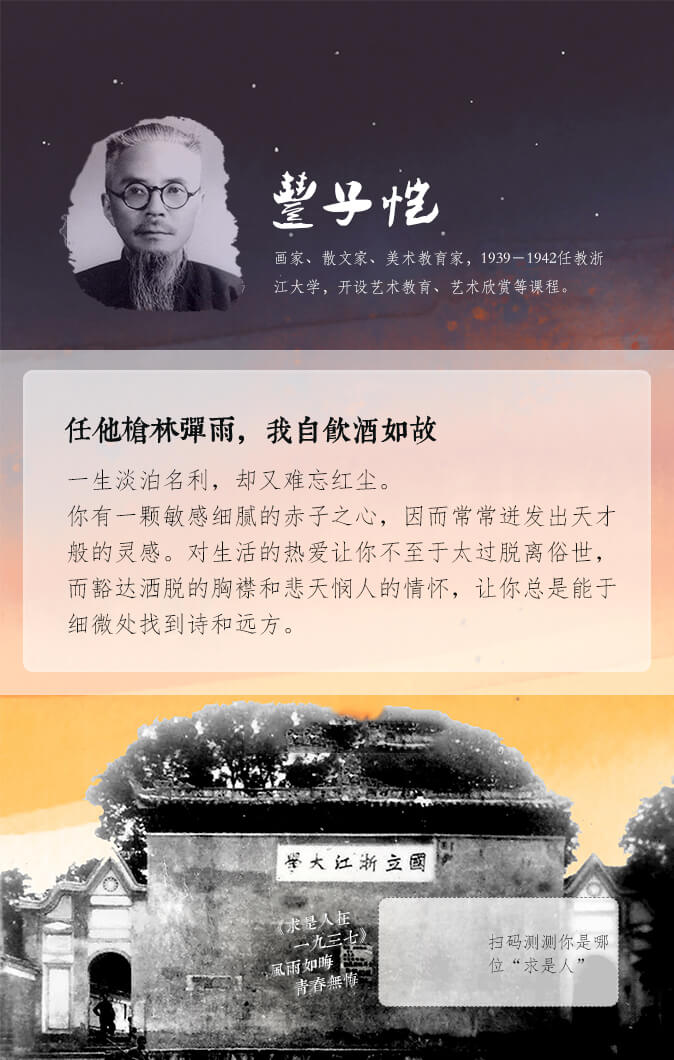 豐子愷
画家、散文家、美术教育家，1939－1942任教浙
江大学，开设艺术教育、艺术欣赏等课程。
任他槍林彈雨，我自飲酒如故
一生淡泊名利，却又难忘红尘。
你有一颗敏感细腻的赤子之心，因而常常迸发出天才
般的灵感。对生活的热爱让你不至于太过脱离俗世，
而豁达洒脱的胸襟和悲天悯人的情怀，让你总是能于
细微处找到诗和远方。
國立浙江大學
《求是人在
一九三七》
風雨如晦
青春無悔
扫码测测你是哪
位“求是人”